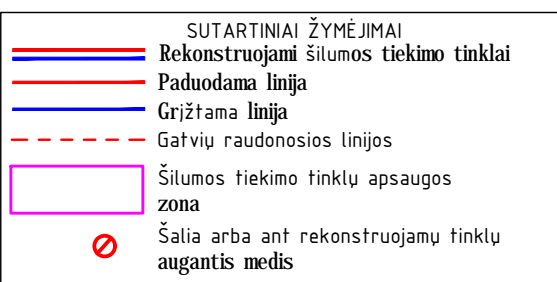 SUTARTINIAI ŽYMĖJIMAI
Rekonstruojami šilumos tiekimo tinklai
Paduodama linija
Grįžtama linija
Gatvių raudonosios linijos
Šilumos tiekimo tinklų apsaugos
zona
Šalia arba ant rekonstruojamų tinklų
augantis medis